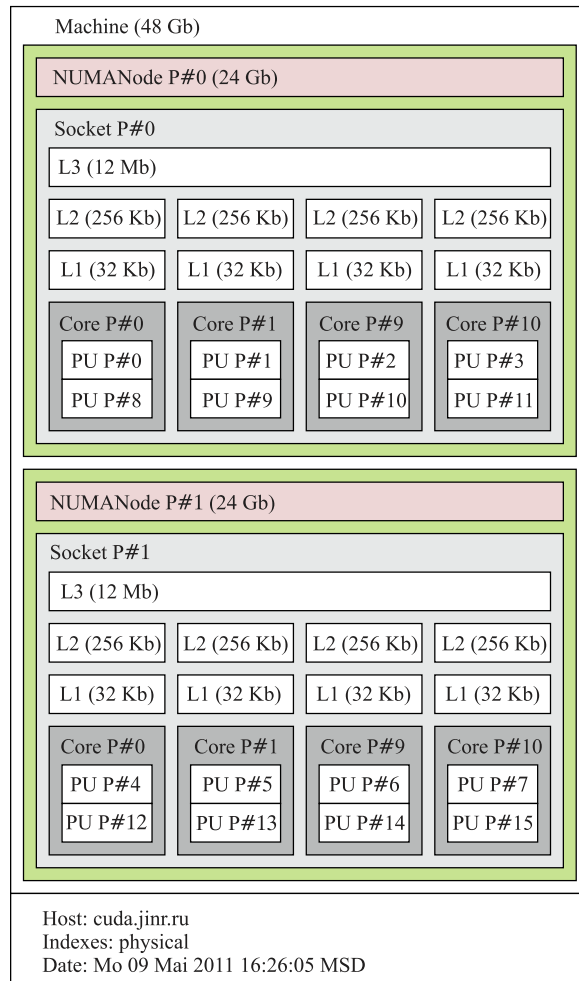 Machine (48 Gb)
NUMANode P#0 (24 Gb)
Socket P#0
L3 (12 Mb)
L2 (256 Kb) L2 (256 Kb) L2 (256 Kb) L2 (256 Kb)
L1 (32 Kb) L1 (32 Kb) L1 (32 Kb) L1 (32 Kb)
Core P#0 Core P#1 Core P#9 Core P#10
PU P#0 PU P#1 PU P#2 PU P#3
PU P#8 PU P#9 PU P#10 PU P#11
NUMANode P#1 (24 Gb)
Socket P#1
L3 (12 Mb)
L2 (256 Kb) L2 (256 Kb) L2 (256 Kb) L2 (256 Kb)
L1 (32 Kb) L1 (32 Kb) L1 (32 Kb) L1 (32 Kb)
Core P#0 Core P#1 Core P#9 Core P#10
PU P#4 PU P#5 PU P#6 PU P#7
PU P#12 PU P#13 PU P#14 PU P#15
Host: cuda.jinr.ru
Indexes: physical
Date: Mo 09 Mai 2011 16:26:05 MSD